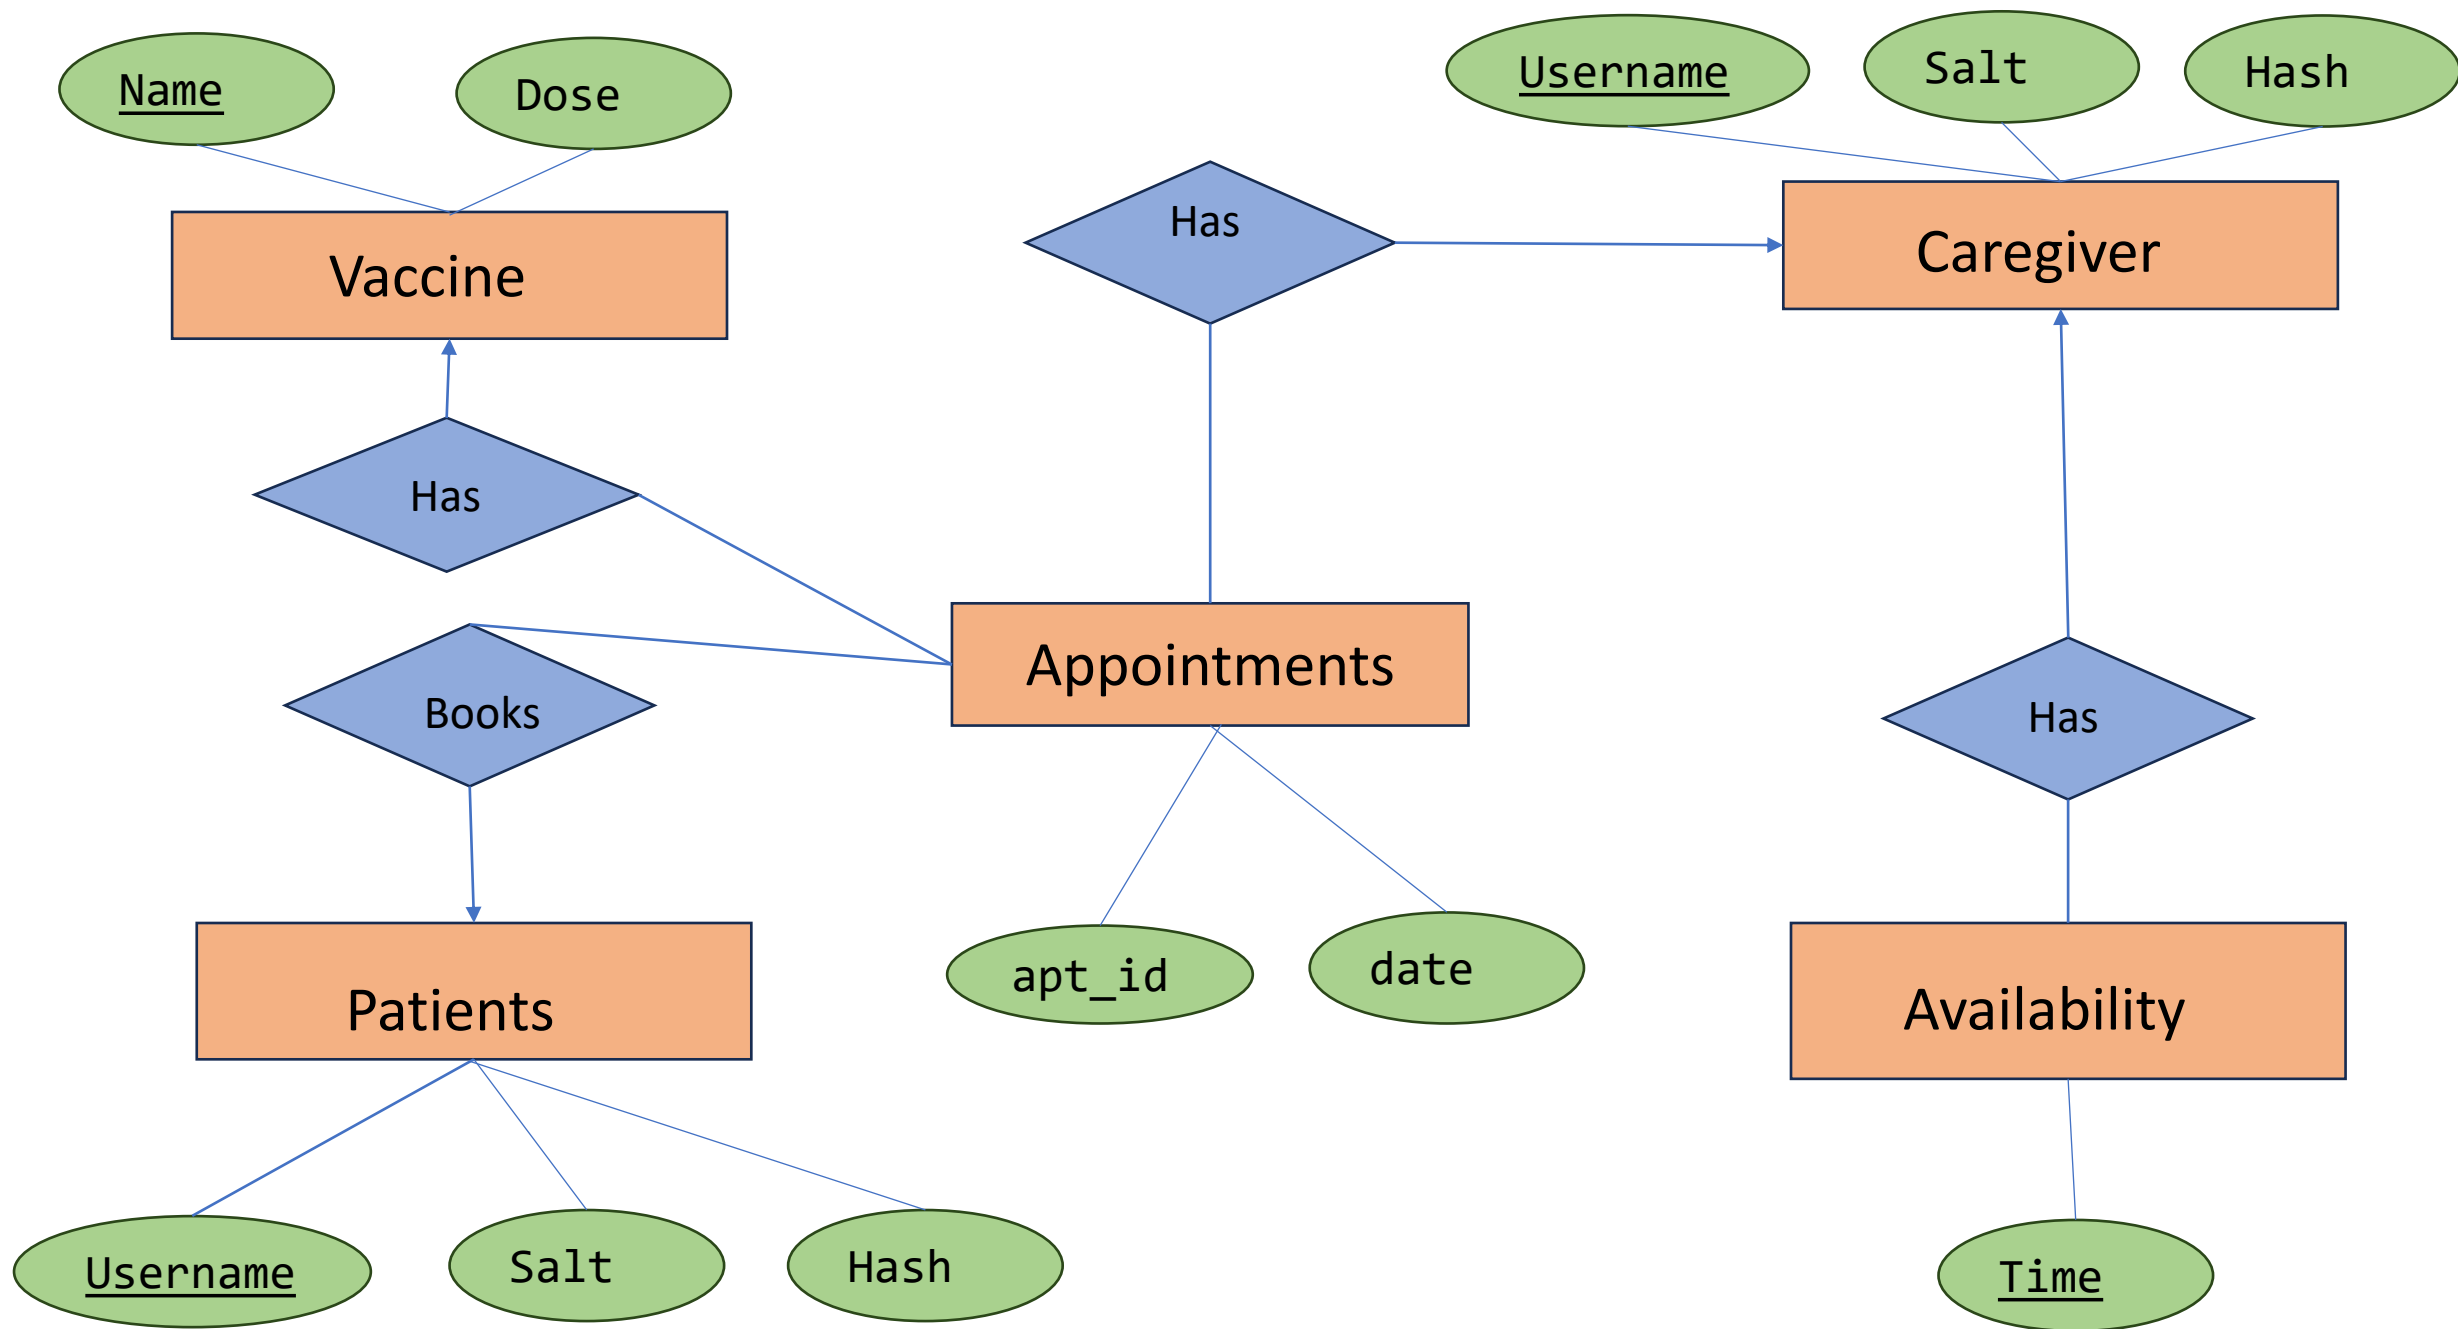 Name
Dose
Username
Salt
Hash
Vaccine
Has
Caregiver
Has
Books
Appointments
Has
Patients
apt_id
date
Availability
Username
Salt
Hash
Time